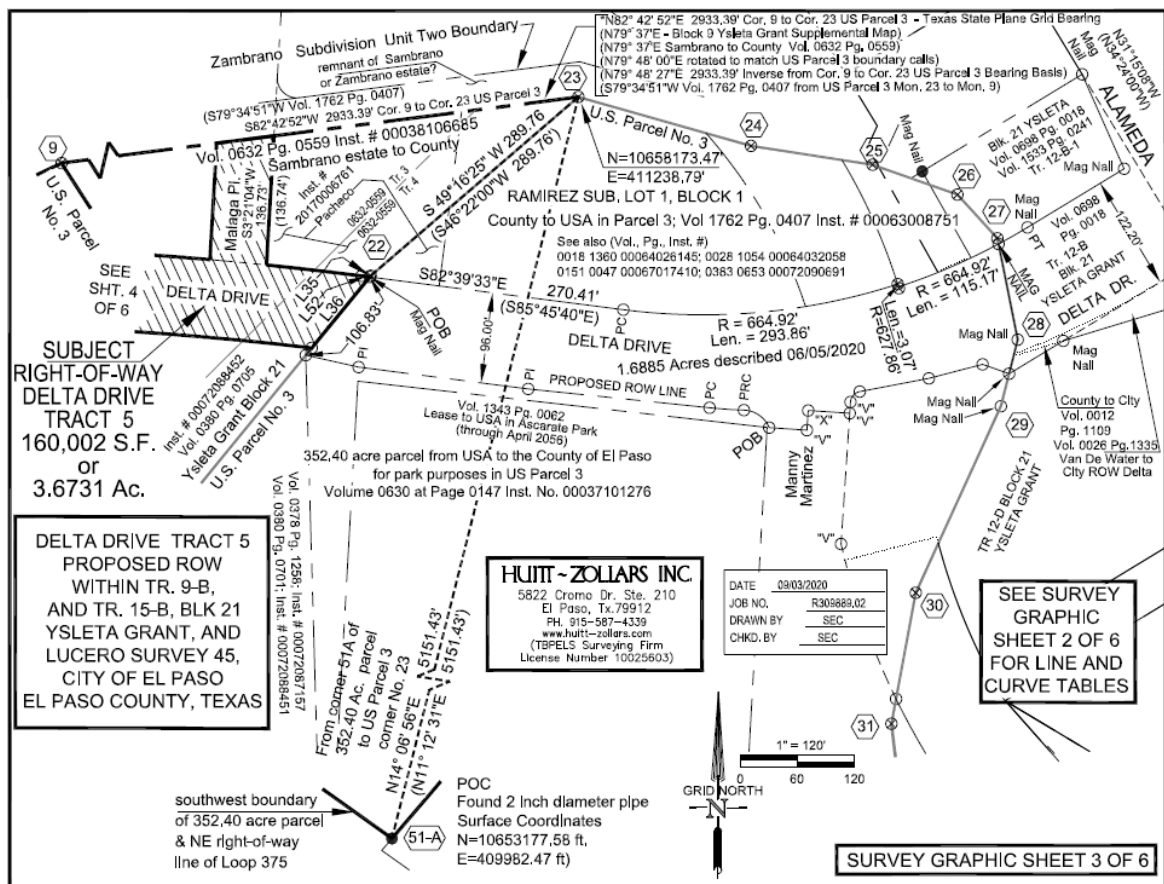 "N82° 42' 52"E 2933.39' Cor. 9 to Cor. 23 US Parcel 3 - Texas State Plane Grid Bearing
(N79° 37'E - Block 9 Ysleta Grant Supplemental Map)
(N79° 37'E Sambrano to County Vol. 0632 Pg. 0559)
(N79° 48' 00"E rotated to match US Parcel 3 boundary calls)
(N79° 48' 27"E 2933.39' Inverse from Cor. 9 to Cor. 23 US Parcel 3 Bearing Basis)
(S79°34'51"W Vol. 1762 Pg. 0407 from US Parcel 3 Mon. 23 to Mon. 9)
Zambrano Subdivision Unit Two Boundary
remnant of Sambrano
or Zambrano estate?
(S79°34'51"W Vol. 1762 Pg. 0407)
S82°42'52"W 2933.39' Cor. 9 to Cor. 23 US Parcel 3
Vol. 0632 Pg. 0559 Inst. # 00038106685
Sambrano estate to County
9
U.S. Parcel
No. 3
23
U.S. Parcel No. 3
24
25
26
27
28
29
30
31
22
N=10658173,47'
E=411238,79'
Mag Nail
Mag Nail
Mag
Nail
N31°15'08"W
(N34°24'00"W)
ALAMEDA
Blk. 21 YSLETA
Vol. 0698 Pg. 0018
Vol. 1533 Pg. 0241
Tr. 12-B-1
Mag Nall
Mag
Nail
PT
Vol. 0698
Pg. 0018
Tr. 12-B
Blk. 21
YSLETA GRANT
122.20'
DELTA DR.
MAG
NAIL
Malaga Pl.
S3°21'04"W,
136.73'
(136.74')
Inst. #
20170006761
Pacheco
Tr. 3
Tr. 4
0632-0559
0632-0559
S 49°16'25" W 289.76
(S46°22'00"W 289.76')
RAMIREZ SUB, LOT 1, BLOCK 1
County to USA in Parcel 3; Vol 1762 Pg. 0407 Inst. # 00063008751
See also (Vol., Pg., Inst. #)
0018 1360 00064026145; 0028 1054 00064032058
0151 0047 00067017410; 0383 0653 00072090691
SEE
SHT. 4
OF 6
DELTA DRIVE
L35
L52
L36
106.83'
POB
Mag Nail
S82°39'33"E
270.41'
(S85°45'40"E)
PC
96.00'
DELTA DRIVE
R = 664.92'
Len. = 293.86'
R = 664.92'
Len. = 115.17'
Len.=3.07'
R=627.86'
1.6885 Acres described 06/05/2020
PI
PI
PROPOSED ROW LINE
PC
PRC
POB
"X"
"V"
"V"
"V"
"V"
Manny
Martinez
Mag Nail
Mag Nail
Mag
Nall
County to City
Vol. 0012
Pg. 1109
Vol. 0026 Pg.1335
Van De Water to
City ROW Delta
TR 12-D BLOCK 21
YSLETA GRANT
SUBJECT
RIGHT-OF-WAY
DELTA DRIVE
TRACT 5
160,002 S.F.
or
3.6731 Ac.
Inst. # 00072088452
Vol. 0380 Pg. 0705
Ysleta Grant Block 21
U.S. Parcel No. 3
Vol. 1343 Pg. 0062
Lease to USA in Ascarate Park
(through April 2056)
352,40 acre parcel from USA to the County of El Paso
for park purposes in US Parcel 3
Volume 0630 at Page 0147 Inst. No. 00037101276
Vol. 0378 Pg. 1258; Inst. # 00072087157
Vol. 0380 Pg. 0701; Inst. # 00072088451
DELTA DRIVE TRACT 5
PROPOSED ROW
WITHIN TR. 9-B,
AND TR. 15-B, BLK 21
YSLETA GRANT, AND
LUCERO SURVEY 45,
CITY OF EL PASO
EL PASO COUNTY, TEXAS
From corner 51A of
352.40 Ac. parcel
to US Parcel 3
corner No. 23
N14° 06' 56"E 5151.43'
(N11° 12' 31"E 5151.43')
HUITT~ZOLLARS INC.
5822 Cromo Dr. Ste. 210
El Paso, Tx.79912
PH. 915-587-4339
www.huitt-zollars.com
(TBPELS Surveying Firm
License Number 10025603)
DATE 09/03/2020
JOB NO. R309889,02
DRAWN BY SEC
CHKD. BY SEC
SEE SURVEY
GRAPHIC
SHEET 2 OF 6
FOR LINE AND
CURVE TABLES
southwest boundary
of 352,40 acre parcel
& NE right-of-way
line of Loop 375
51-A
POC
Found 2 Inch diameter pipe
Surface Coordinates
N=10653177,58 ft,
E=409982.47 ft)
GRID NORTH
N
1" = 120'
0 60 120
SURVEY GRAPHIC SHEET 3 OF 6